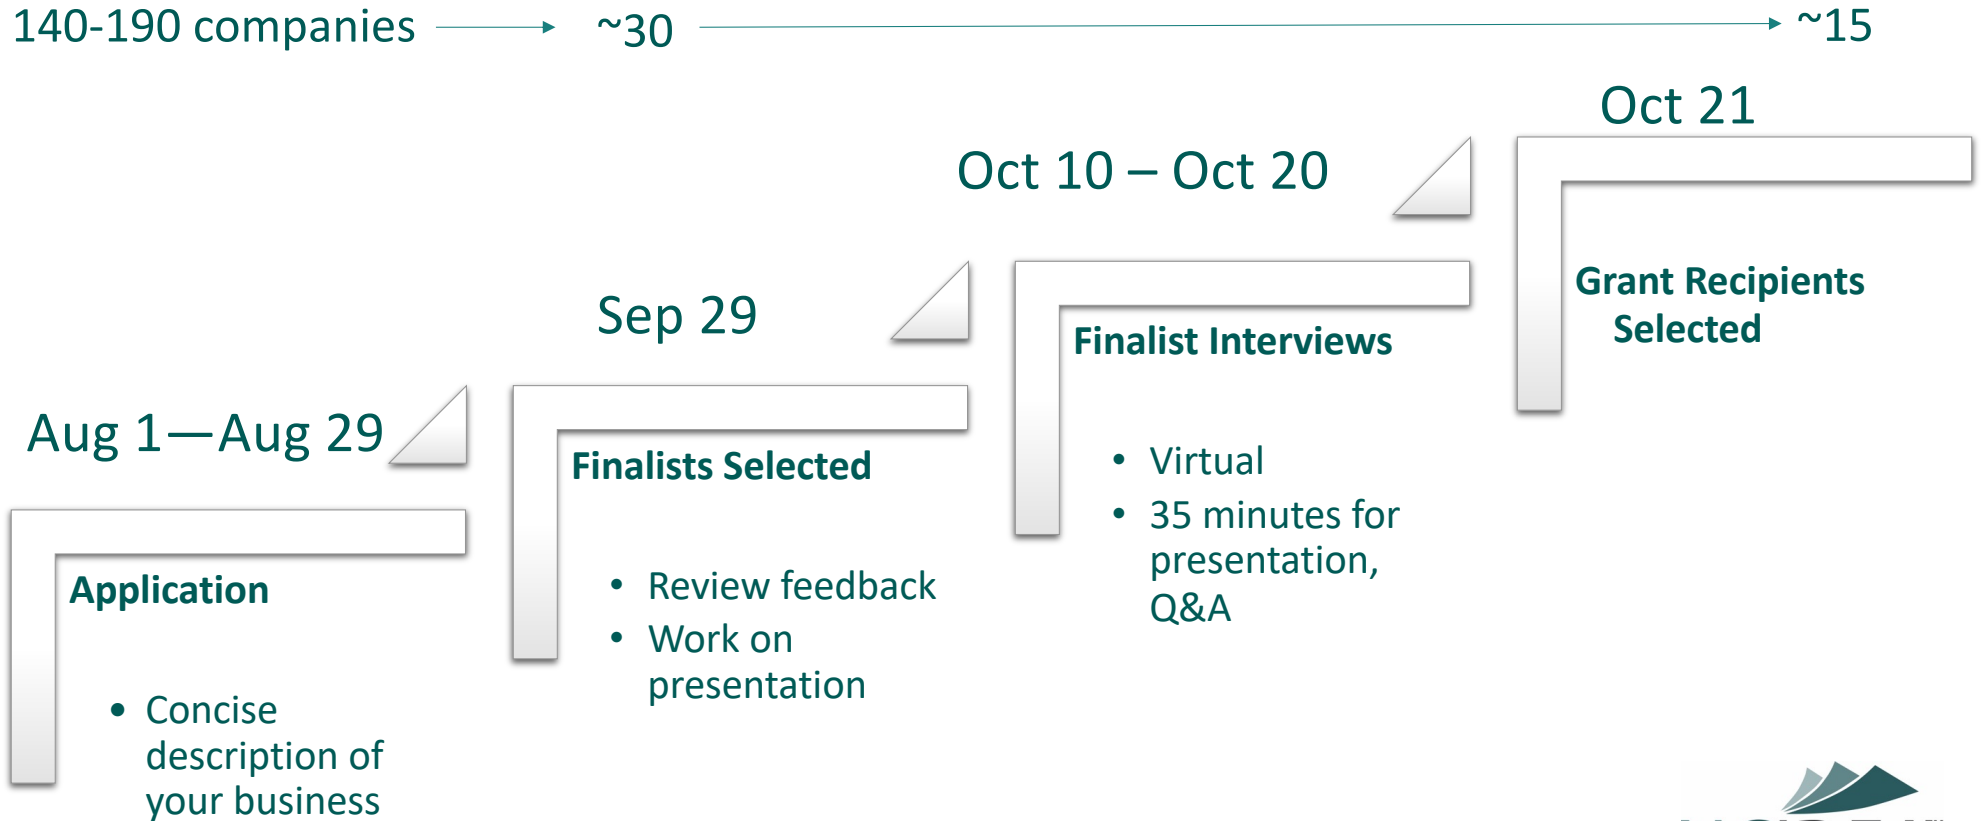 140-190 companies
~30
~15
Aug 1—Aug 29
Application
• Concise
description of
your business
Sep 29
Finalists Selected
• Review feedback
• Work on
presentation
Oct 10 – Oct 20
Finalist Interviews
• Virtual
• 35 minutes for
presentation,
Q&A
Oct 21
Grant Recipients
Selected